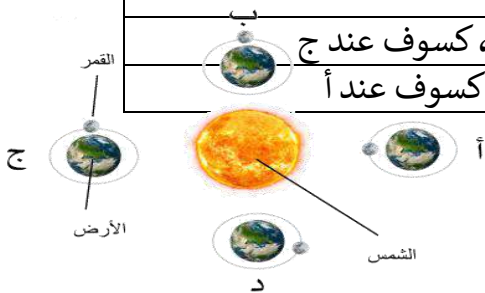 ب
، كسوف عند ج
القمر
كسوف عند أ
أ
ج
الأرض
الشمس
د